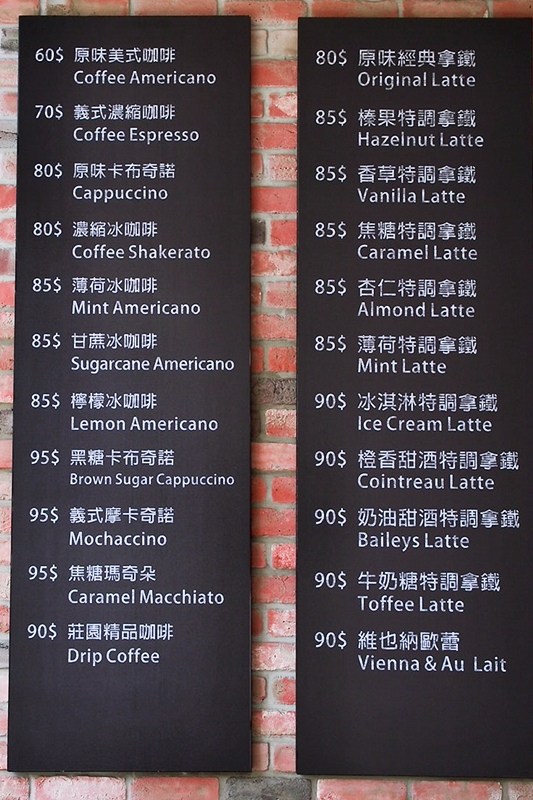 60$ 原味美式咖啡
Coffee Americano
70$ 義式濃縮咖啡
Coffee Espresso
80$ 原味卡布奇諾
Cappuccino
80$ 濃縮冰咖啡
Coffee Shakerato
85$ 薄荷冰咖啡
Mint Americano
85$ 甘蔗冰咖啡
Sugarcane Americano
85$ 檸檬冰咖啡
Lemon Americano
95$ 黑糖卡布奇諾
Brown Sugar Cappuccino
95$ 義式摩卡奇諾
Mochaccino
95$ 焦糖瑪奇朵
Caramel Macchiato
90$ 莊園精品咖啡
Drip Coffee
80$ 原味經典拿鐵
Original Latte
85$ 榛果特調拿鐵
Hazelnut Latte
85$ 香草特調拿鐵
Vanilla Latte
85$ 焦糖特調拿鐵
Caramel Latte
85$ 杏仁特調拿鐵
Almond Latte
85$ 薄荷特調拿鐵
Mint Latte
90$ 冰淇淋特調拿鐵
Ice Cream Latte
90$ 橙香甜酒特調拿鐵
Cointreau Latte
90$ 奶油甜酒特調拿鐵
Baileys Latte
90$ 牛奶糖特調拿鐵
Toffee Latte
90$ 維也納歐蕾
Vienna & Au Lait